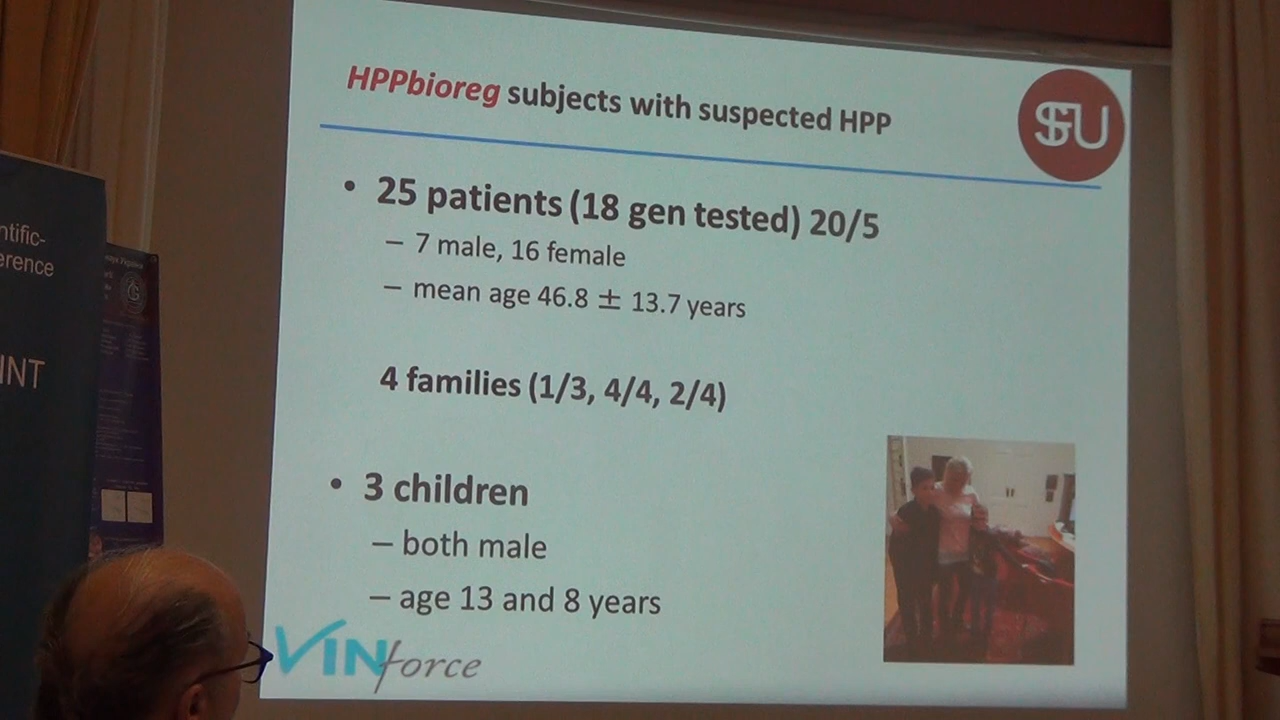 HPPbioreg subjects with suspected HPP
SFU
• 25 patients (18 gen tested) 20/5
– 7 male, 16 female
– mean age 46.8 ± 13.7 years
4 families (1/3, 4/4, 2/4)
• 3 children
– both male
– age 13 and 8 years
VINforce
ntific-
erence
INT